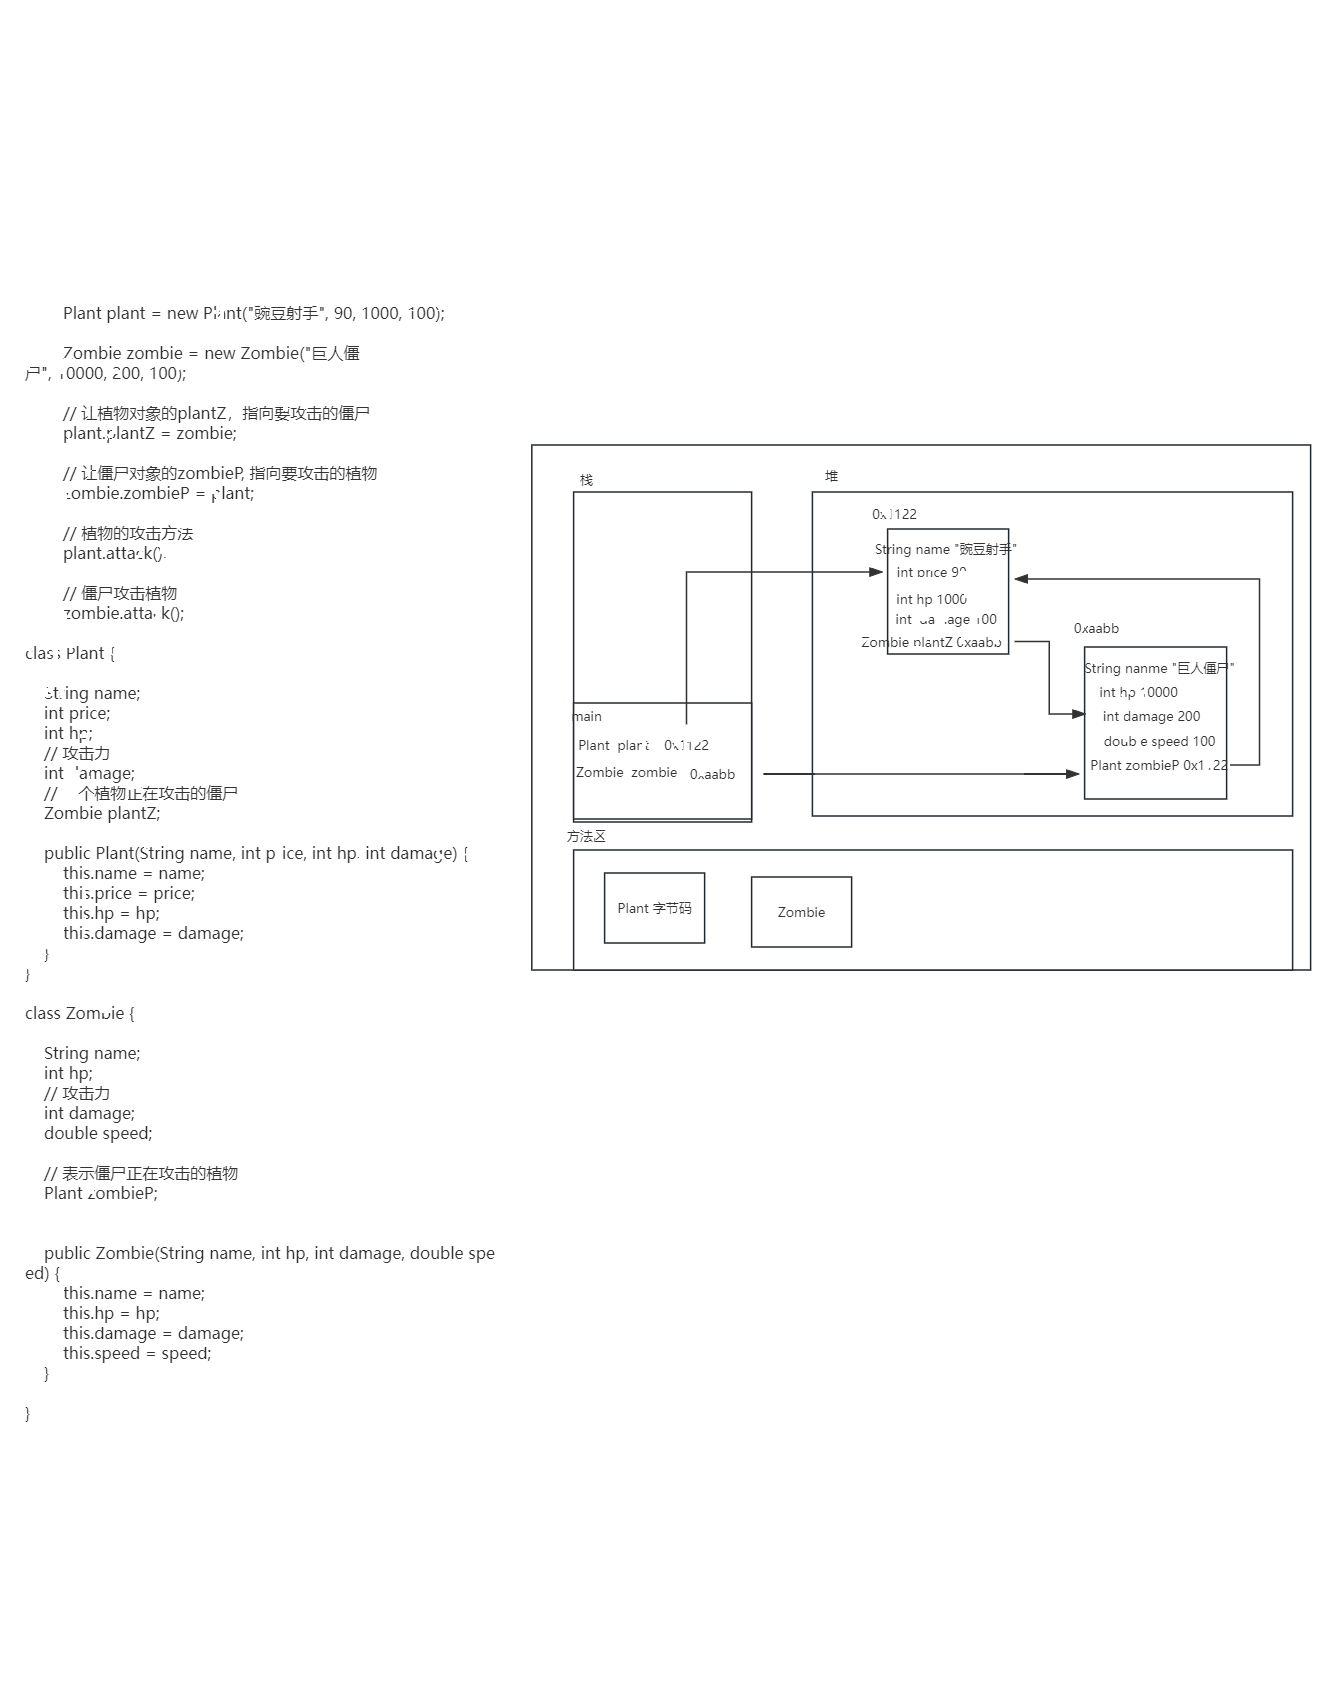 Plant plant = new Plant("豌豆射手", 90, 1000, 100);
Zombie zombie = new Zombie("巨人僵
尸", 10000, 200, 100);
// 让植物对象的plantZ，指向要攻击的僵尸
plant.plantZ = zombie;
// 让僵尸对象的zombieP, 指向要攻击的植物
zombie.zombieP = plant;
// 植物的攻击方法
plant.attack();
// 僵尸攻击植物
zombie.attack();
class Plant {
String name;
int price;
int hp;
// 攻击力
int damage;
// 个植物正在攻击的僵尸
Zombie plantZ;
public Plant(String name, int price, int hp, int damage) {
this.name = name;
this.price = price;
this.hp = hp;
this.damage = damage;
}
}
class Zombie {
String name;
int hp;
// 攻击力
int damage;
double speed;
// 表示僵尸正在攻击的植物
Plant zombieP;
public Zombie(String name, int hp, int damage, double spe
ed) {
this.name = name;
this.hp = hp;
this.damage = damage;
this.speed = speed;
}
}
栈
堆
0x1122
String name "豌豆射手"
int price 90
int hp 1000
int damage 100
Zombie plantZ 0xaabb
0xaabb
String nanme "巨人僵尸"
int hp 10000
int damage 200
double speed 100
Plant zombieP 0x1122
main
Plant plant 0x1122
Zombie zombie 0xaabb
方法区
Plant 字节码
Zombie